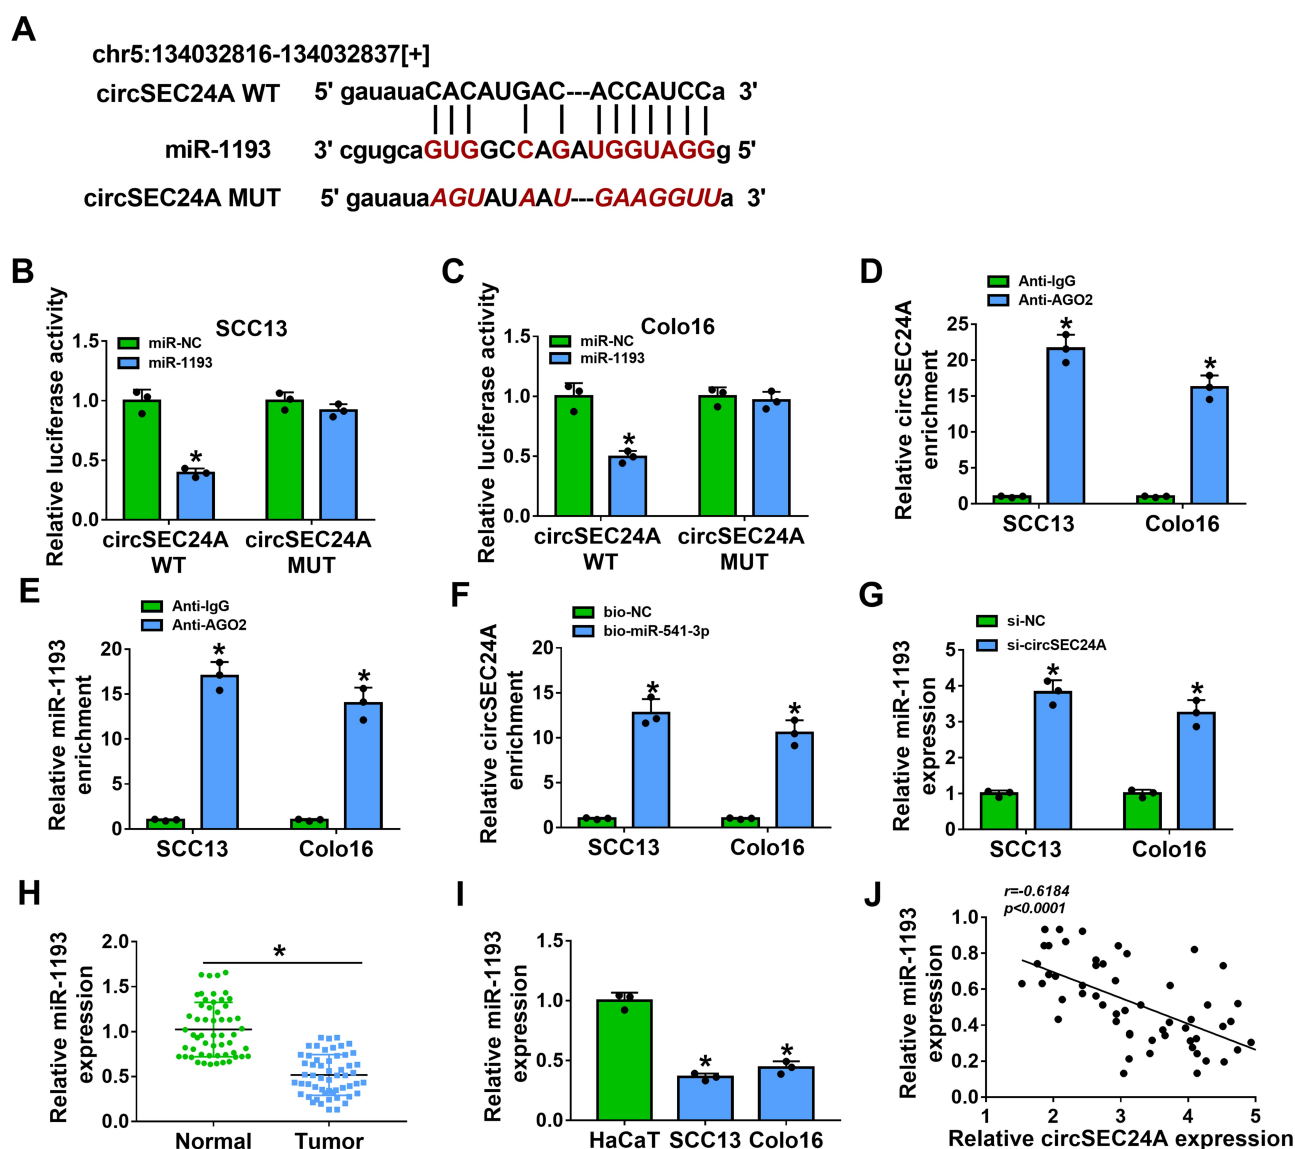 A
chr5:134032816-134032837[+]
circSEC24A WT 5' gauauaCACAUGAC---ACCAUCCa 3'
miR-1193 3' cgugcaGUGGCCAGAUGGUAGGg 5'
circSEC24A MUT 5' gauauaAGUAUAAU---GAAGGUUa 3'
B
SCC13
miR-NC
miR-1193
Relative luciferase activity
1.5
1.0
0.5
0.0
*
circSEC24A WT
circSEC24A MUT
C
Colo16
miR-NC
miR-1193
Relative luciferase activity
1.5
1.0
0.5
0.0
*
circSEC24A WT
circSEC24A MUT
D
Anti-IgG
Anti-AGO2
Relative circSEC24A
enrichment
25
20
15
10
5
0
* *
SCC13 Colo16
E
Anti-IgG
Anti-AGO2
Relative miR-1193
enrichment
20
15
10
5
0
* *
SCC13 Colo16
F
bio-NC
bio-miR-541-3p
Relative circSEC24A
enrichment
20
15
10
5
0
* *
SCC13 Colo16
G
si-NC
si-circSEC24A
Relative miR-1193
expression
5
4
3
2
1
0
* *
SCC13 Colo16
H
Relative miR-1193
expression
2.0
1.5
1.0
0.5
0.0
*
Normal Tumor
I
Relative miR-1193
expression
1.5
1.0
0.5
0.0
* *
HaCaT SCC13 Colo16
J
r=-0.6184
p<0.0001
Relative miR-1193
expression
1.0
0.8
0.6
0.4
0.2
0.0
1 2 3 4 5
Relative circSEC24A expression